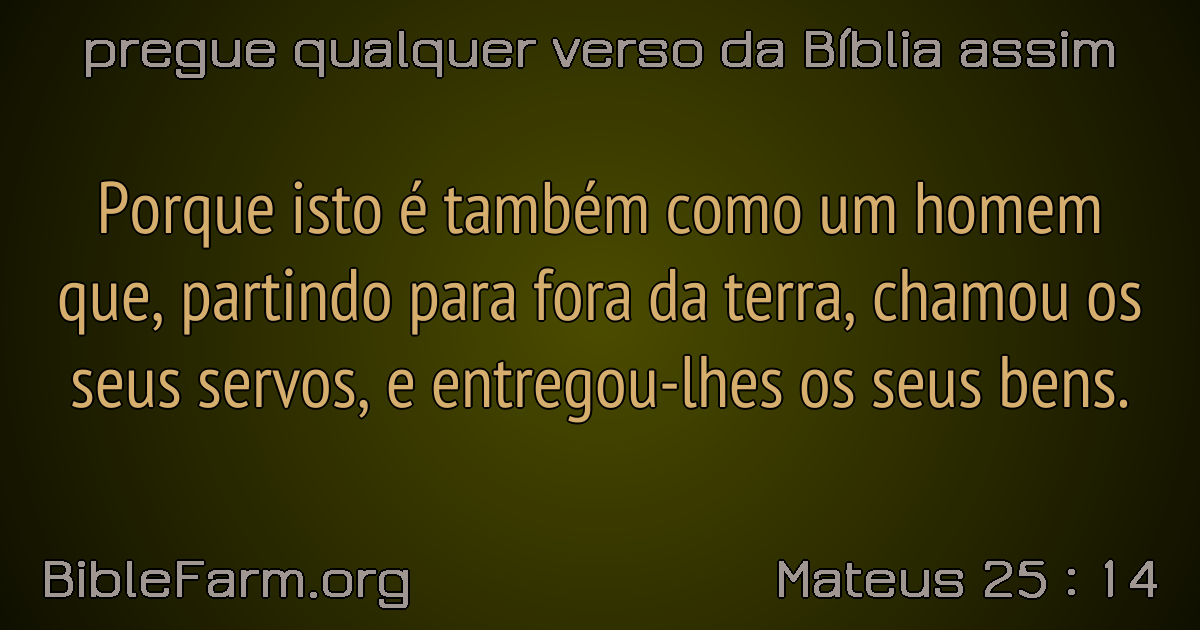 pregue qualquer verso da Bíblia assim
Porque isto é também como um homem
que, partindo para fora da terra, chamou os
seus servos, e entregou-lhes os seus bens.
BibleFarm.org
Mateus 25 : 14